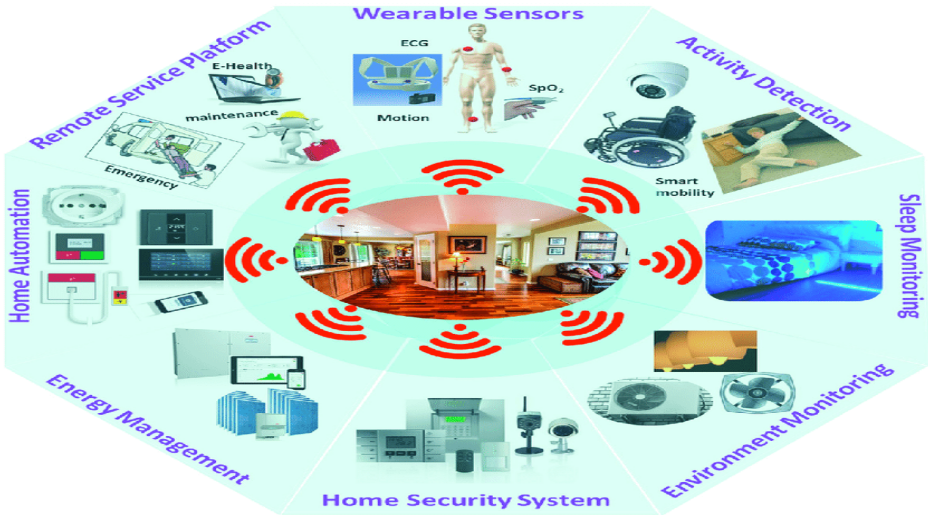 Wearable Sensors
ECG
Motion
SpO₂
Activity Detection
Smart
mobility
Sleep Monitoring
Environment Monitoring
Home Security System
Energy Management
Home Automation
Remote Service Platform
E-Health
maintenance
Emergency